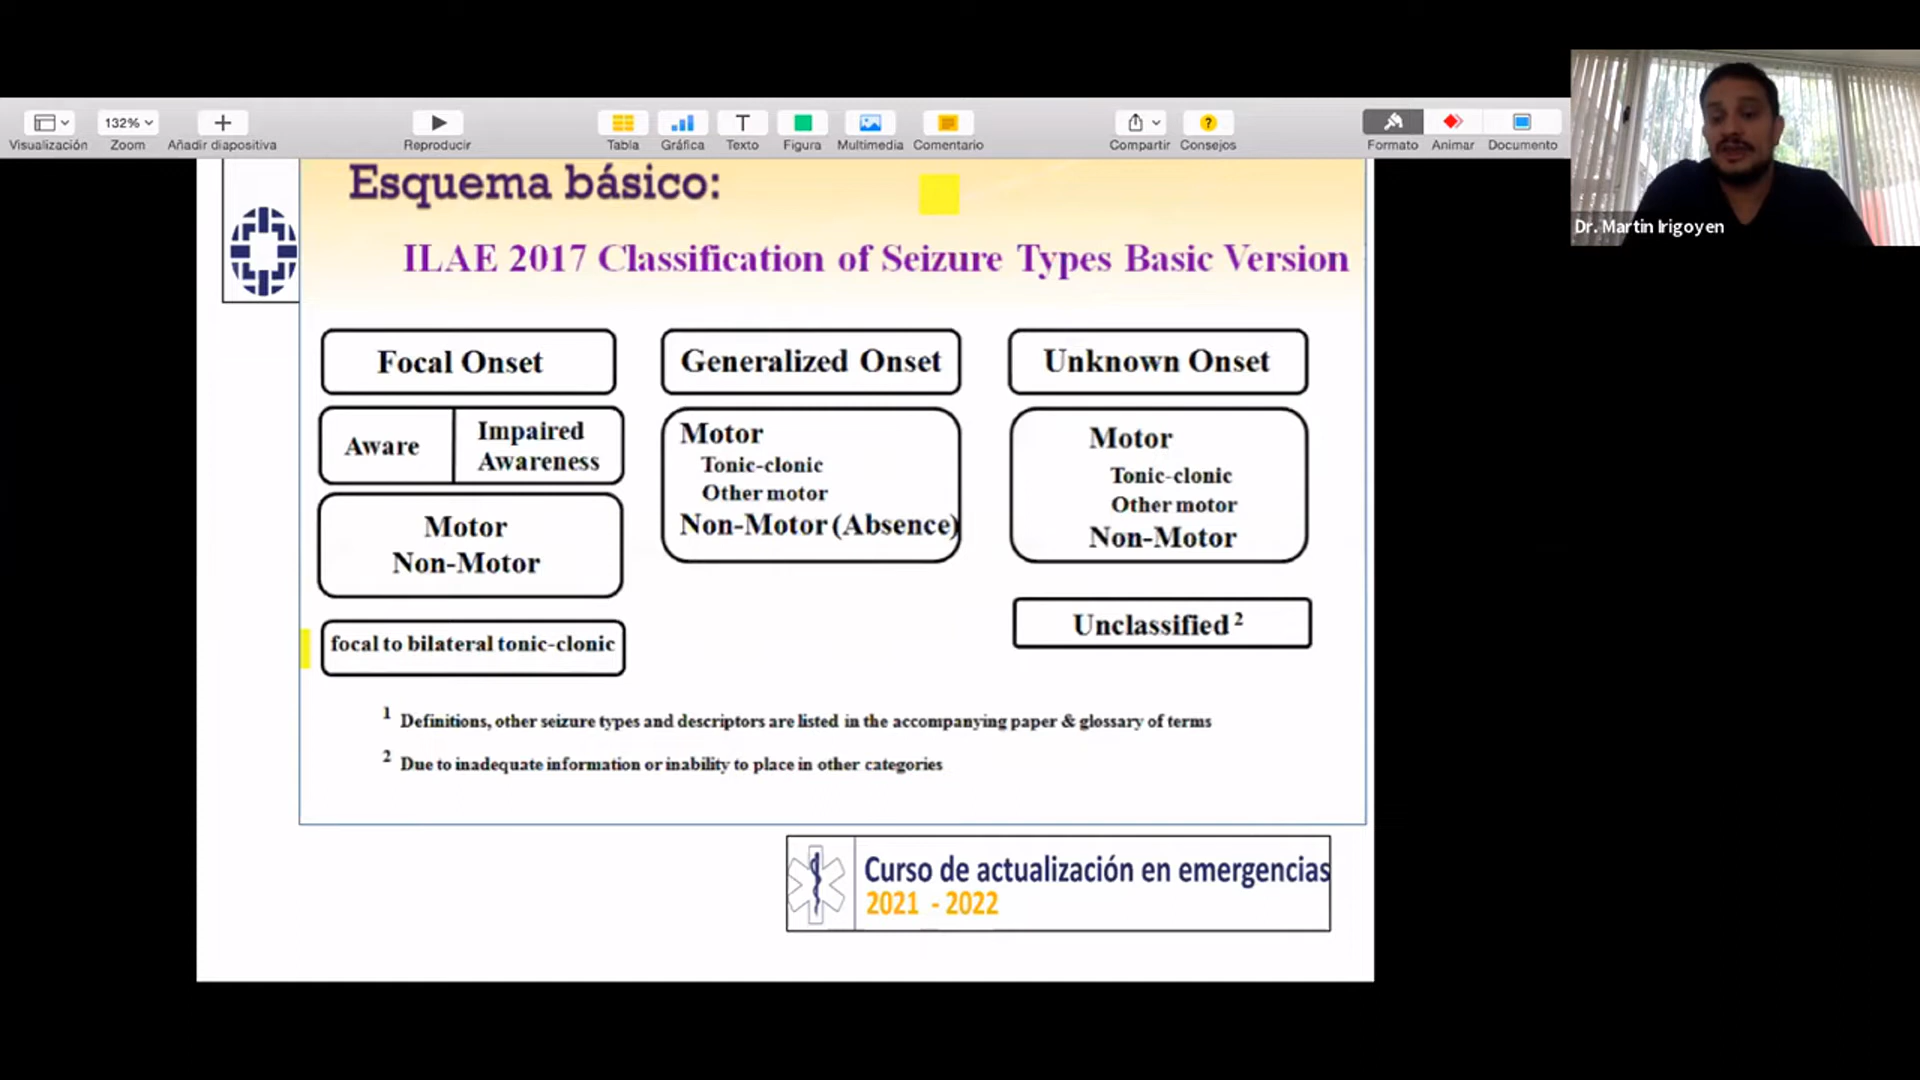 132%
Visualización
Zoom
Añadir diapositiva
Reproducir
Tabla
Gráfica
Texto
Figura
Multimedia
Comentario
Compartir
Consejos
Formato
Animar
Documento
Dr. Martin Irigoyen
Esquema básico:
ILAE 2017 Classification of Seizure Types Basic Version
Focal Onset
Aware
Impaired
Awareness
Motor
Non-Motor
focal to bilateral tonic-clonic
Generalized Onset
Motor
Tonic-clonic
Other motor
Non-Motor (Absence)
Unknown Onset
Motor
Tonic-clonic
Other motor
Non-Motor
Unclassified 2
1 Definitions, other seizure types and descriptors are listed in the accompanying paper & glossary of terms
2 Due to inadequate information or inability to place in other categories
Curso de actualización en emergencias
2021 - 2022